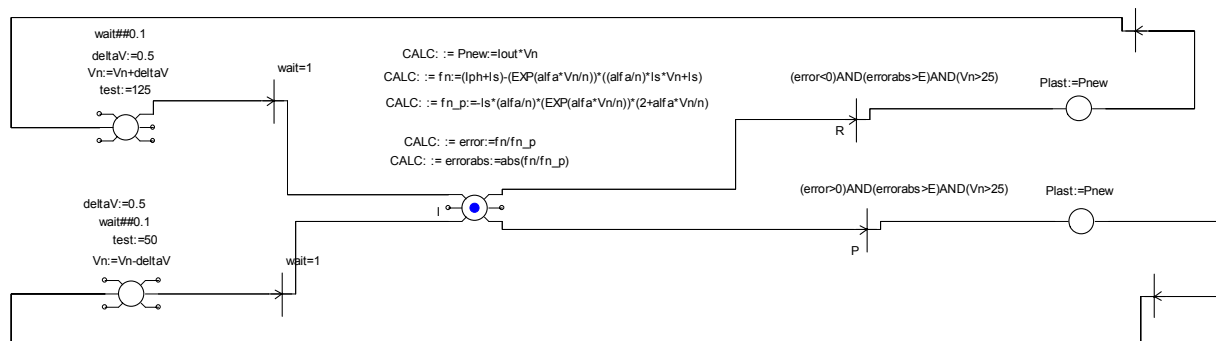 wait##0.1
deltaV:=0.5
Vn:=Vn+deltaV
test:=125
wait=1
CALC: := Pnew:=Iout*Vn
CALC: := fn:=(Iph+Is)-(EXP(alfa*Vn/n))*((alfa/n)*Is*Vn+Is)
CALC: := fn_p:=-Is*(alfa/n)*(EXP(alfa*Vn/n))*(2+alfa*Vn/n)
CALC: := error:=fn/fn_p
CALC: := errorabs:=abs(fn/fn_p)
(error<0)AND(errorabs>E)AND(Vn>25)
Plast:=Pnew
R
I
(error>0)AND(errorabs>E)AND(Vn>25)
Plast:=Pnew
P
deltaV:=0.5
wait##0.1
test:=50
Vn:=Vn-deltaV
wait=1